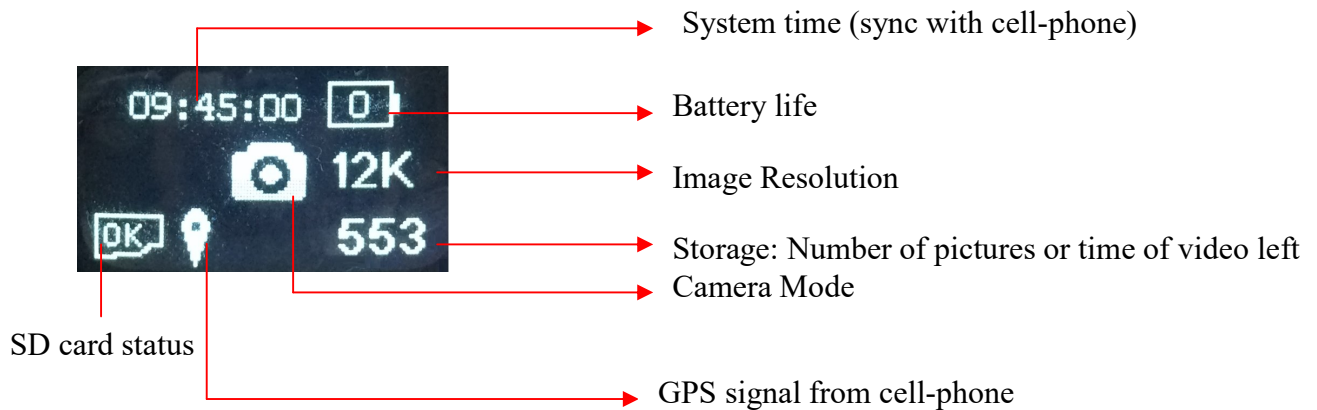 System time (sync with cell-phone)
09:45:00 0
Battery life
12K
Image Resolution
OK 553
Storage: Number of pictures or time of video left
Camera Mode
SD card status
GPS signal from cell-phone